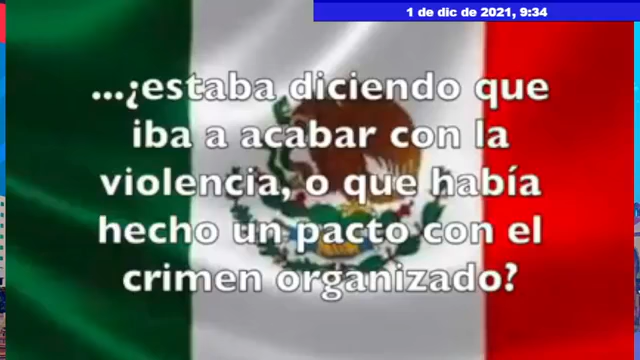 1 de dic de 2021, 9:34
...¿estaba diciendo que
iba a acabar con la
violencia, o que había
hecho un pacto con el
crimen organizado?